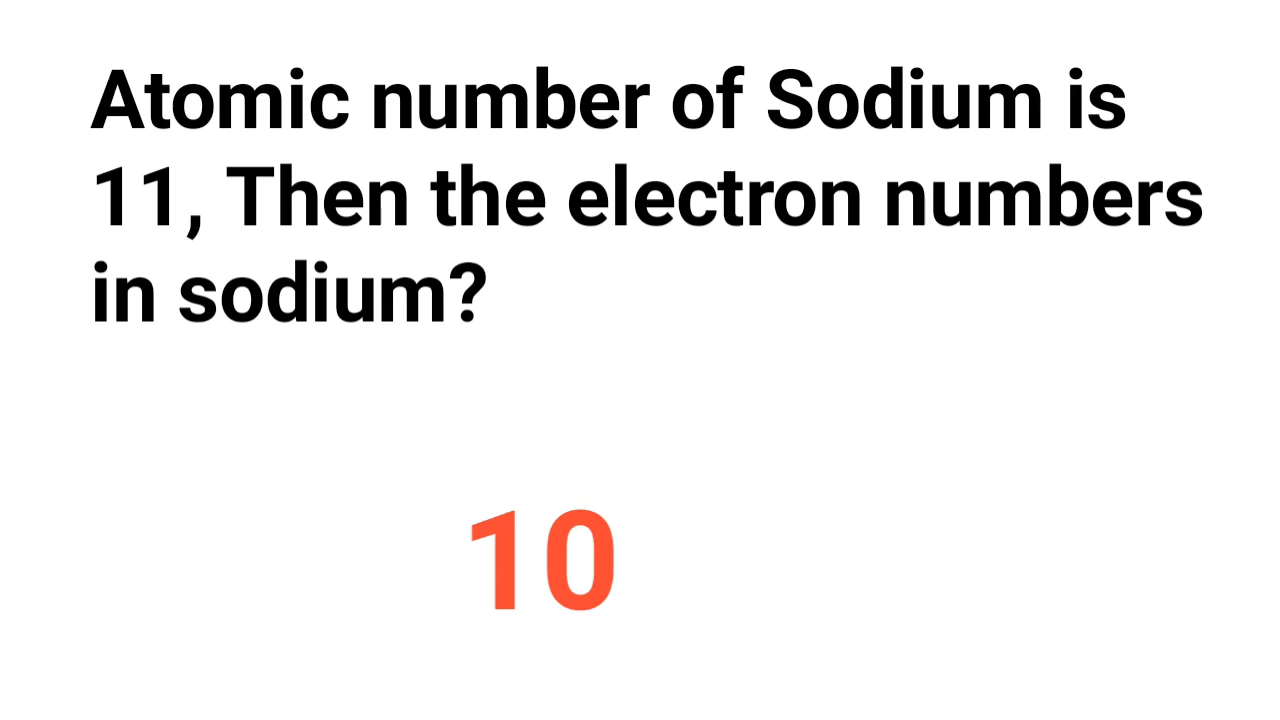 Atomic number of Sodium is
11, Then the electron numbers
in sodium?
10